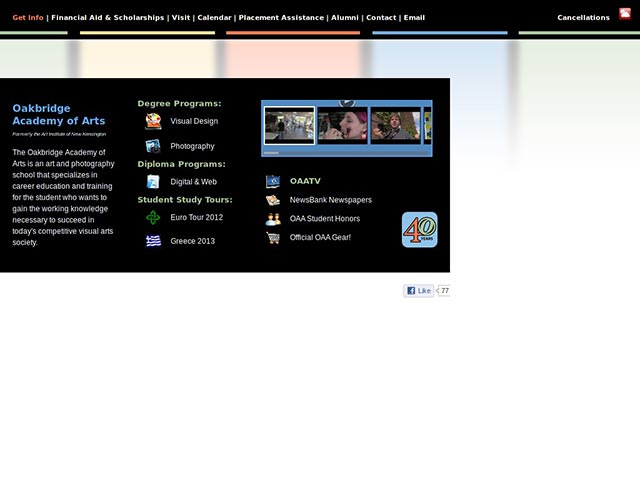 Get Info | Financial Aid & Scholarships | Visit | Calendar | Placement Assistance | Alumni | Contact | Email
Cancellations
Oakbridge
Academy of Arts
Formerly the Art Institute of New Kensington
The Oakbridge Academy of
Arts is an art and photography
school that specializes in
career education and training
for the student who wants to
gain the working knowledge
necessary to succeed in
today's competitive visual arts
society.
Degree Programs:
Visual Design
Photography
Diploma Programs:
Digital & Web
Student Study Tours:
Euro Tour 2012
Greece 2013
OAATV
NewsBank Newspapers
OAA Student Honors
Official OAA Gear!
40
YEARS
Like
77